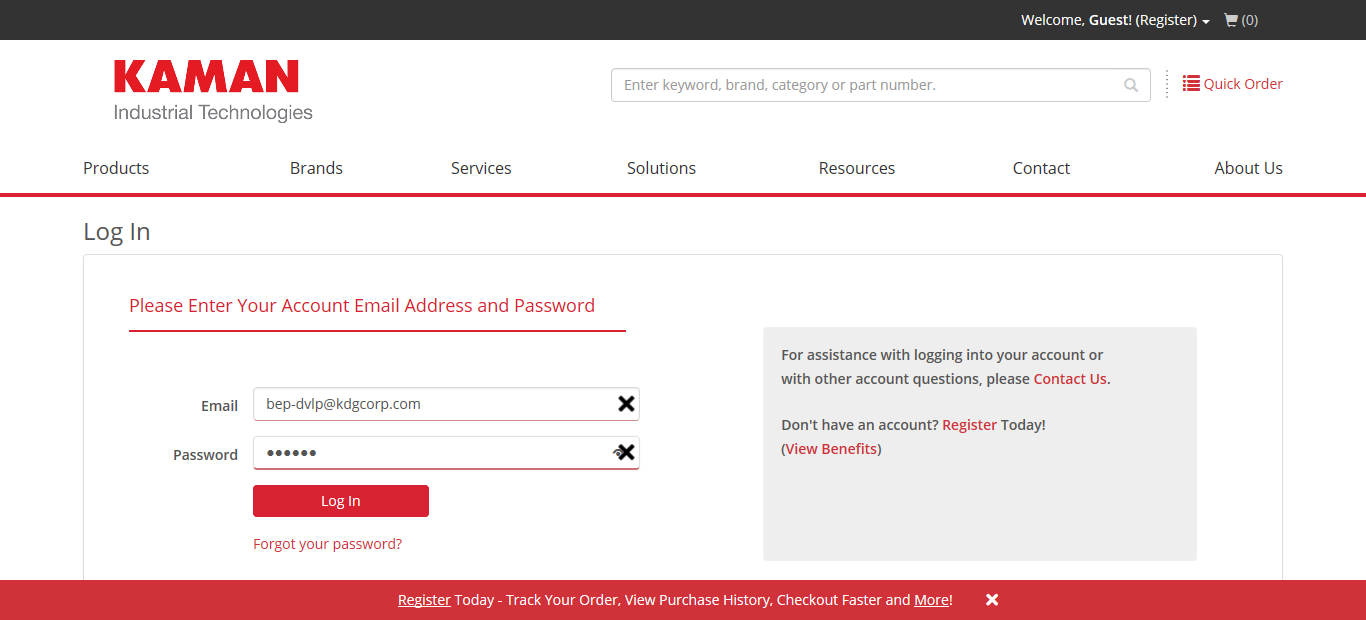 Welcome, Guest! (Register) (0)
KAMAN
Industrial Technologies
Enter keyword, brand, category or part number.
Quick Order
Products Brands Services Solutions Resources Contact About Us
Log In
Please Enter Your Account Email Address and Password
Email bep-dvlp@kdgcorp.com
Password ••••••
Log In
Forgot your password?
For assistance with logging into your account or
with other account questions, please Contact Us.
Don't have an account? Register Today!
(View Benefits)
Register Today - Track Your Order, View Purchase History, Checkout Faster and More!